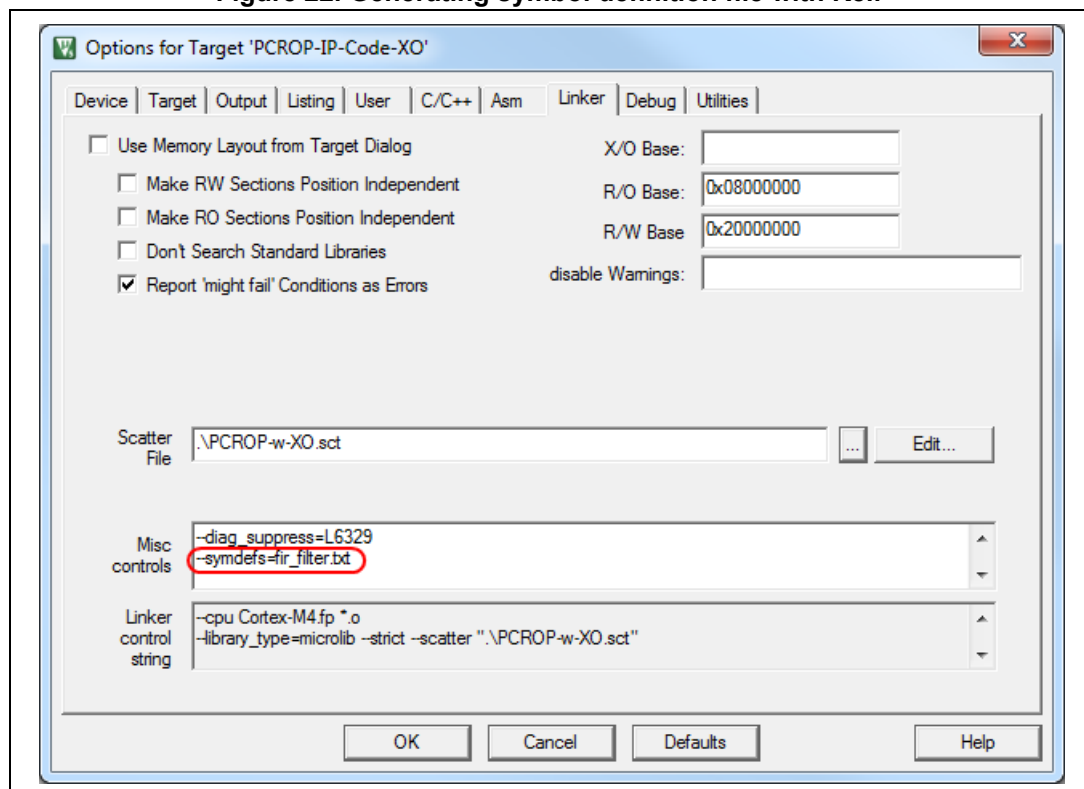 Figure 22. Generating symbol definition file with Keil
Options for Target 'PCROP-IP-Code-XO'
Device Target Output Listing User C/C++ Asm Linker Debug Utilities
Use Memory Layout from Target Dialog
X/O Base:
Make RW Sections Position Independent
R/O Base: 0x08000000
Make RO Sections Position Independent
R/W Base 0x20000000
Don't Search Standard Libraries
disable Warnings:
Report 'might fail' Conditions as Errors
Scatter File
.\PCROP-w-XO.sct
... Edit...
Misc controls
--diag_suppress=L6329
--symdefs=fir_filter.txt
Linker control string
--cpu Cortex-M4.fp *.o
--library_type=microlib --strict --scatter ".\PCROP-w-XO.sct"
OK Cancel Defaults Help